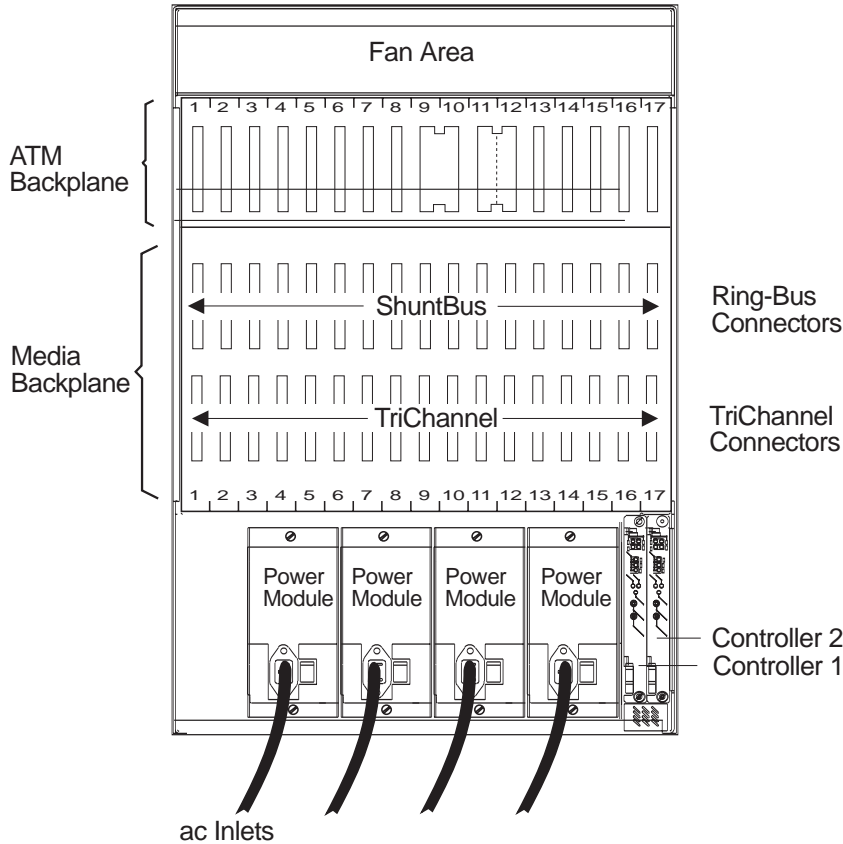 Fan Area
1 2 3 4 5 6 7 8 9 10 11 12 13 14 15 16 17
ATM
Backplane
ShuntBus
Ring-Bus
Connectors
Media
Backplane
TriChannel
TriChannel
Connectors
1 2 3 4 5 6 7 8 9 10 11 12 13 14 15 16 17
Power
Module
Power
Module
Power
Module
Power
Module
Controller 2
Controller 1
ac Inlets